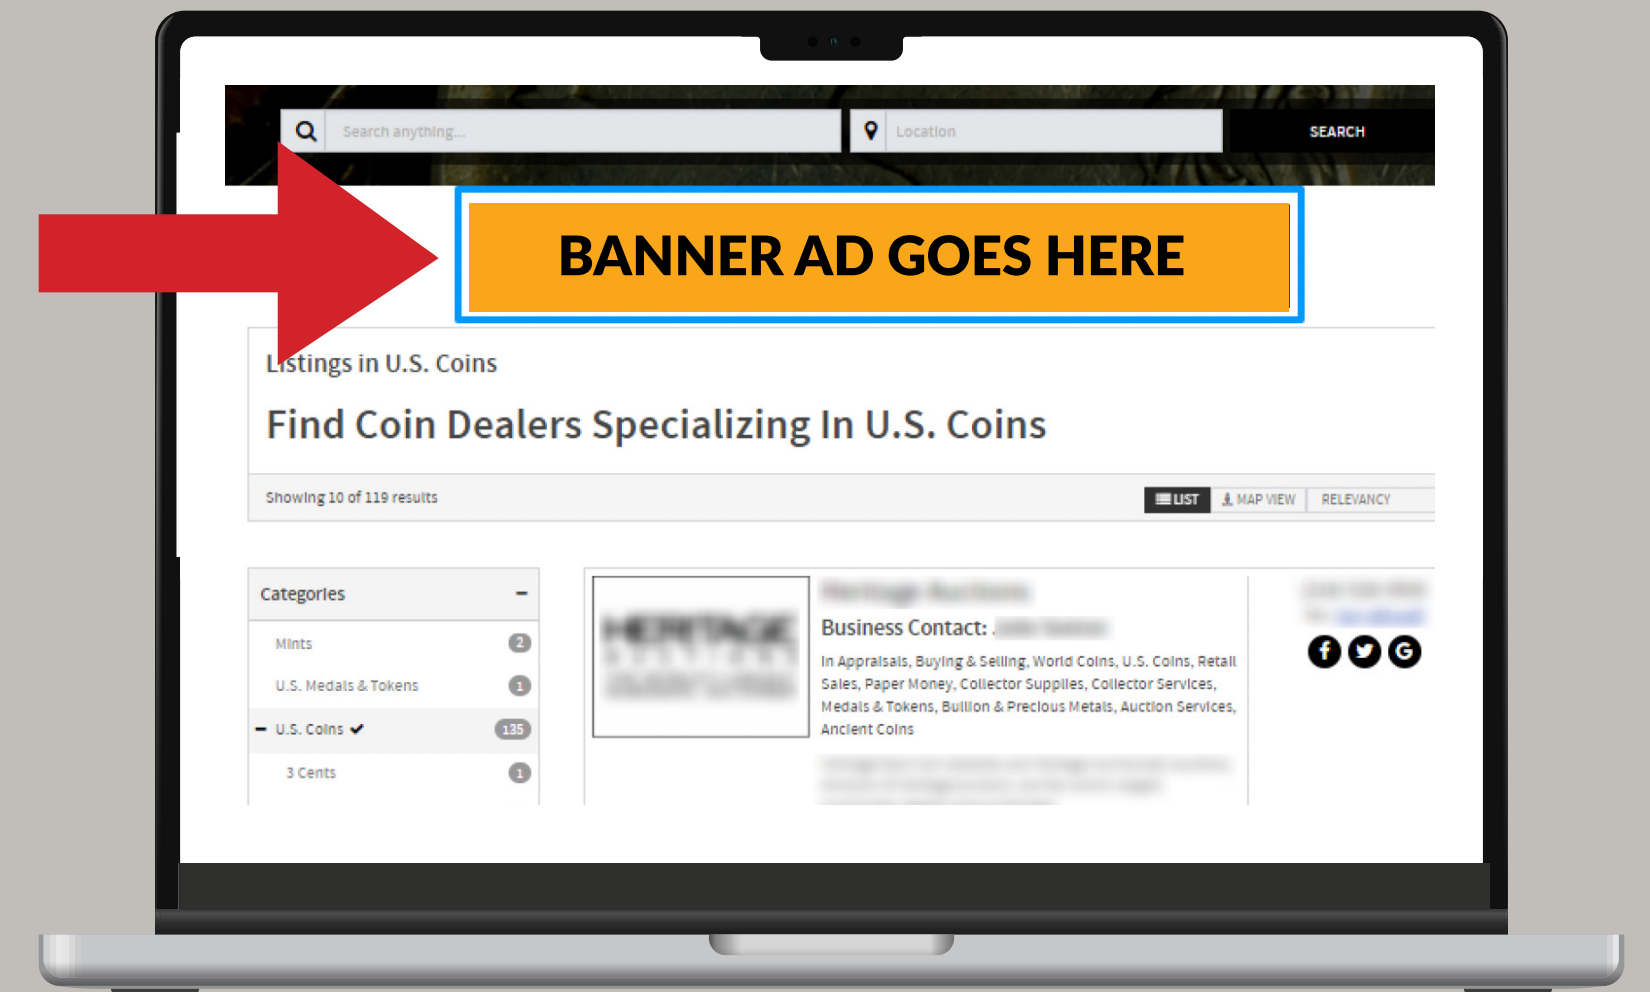 Search anything...
Location
SEARCH
BANNER AD GOES HERE
Listings in U.S. Coins
Find Coin Dealers Specializing In U.S. Coins
Showing 10 of 119 results
LIST
MAP VIEW
RELEVANCY
Categories
Mints 2
U.S. Medals & Tokens 1
U.S. Coins 135
3 Cents 1
HERITAGE
Heritage Auctions
Business Contact:
In Appraisals, Buying & Selling, World Coins, U.S. Coins, Retail
Sales, Paper Money, Collector Supplies, Collector Services,
Medals & Tokens, Bullion & Precious Metals, Auction Services,
Ancient Coins